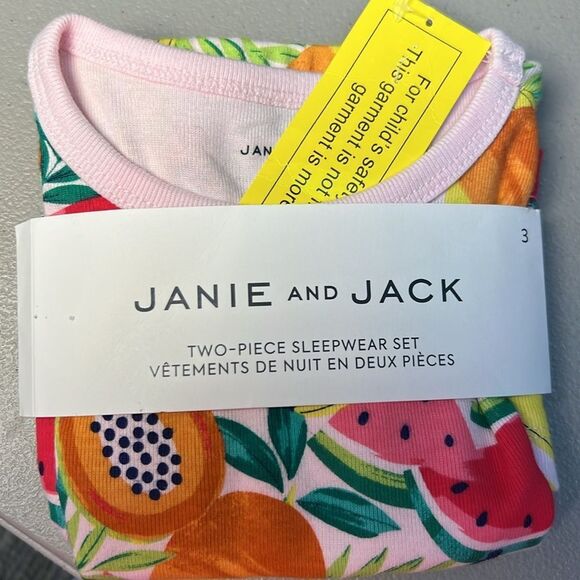 For child's safety
This garment is not
garment is more
JAN
3
JANIE AND JACK
TWO-PIECE SLEEPWEAR SET
VÊTEMENTS DE NUIT EN DEUX PIÈCES